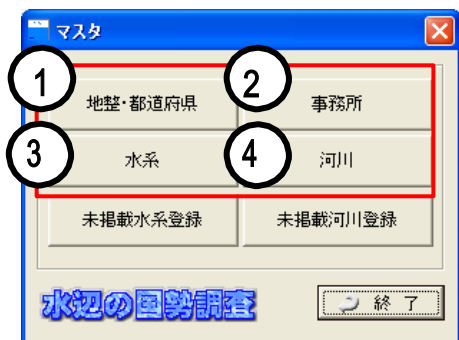 マスタ
1 地整・都道府県 2 事務所
3 水系 4 河川
未掲載水系登録 未掲載河川登録
水辺の国勢調査 終 了